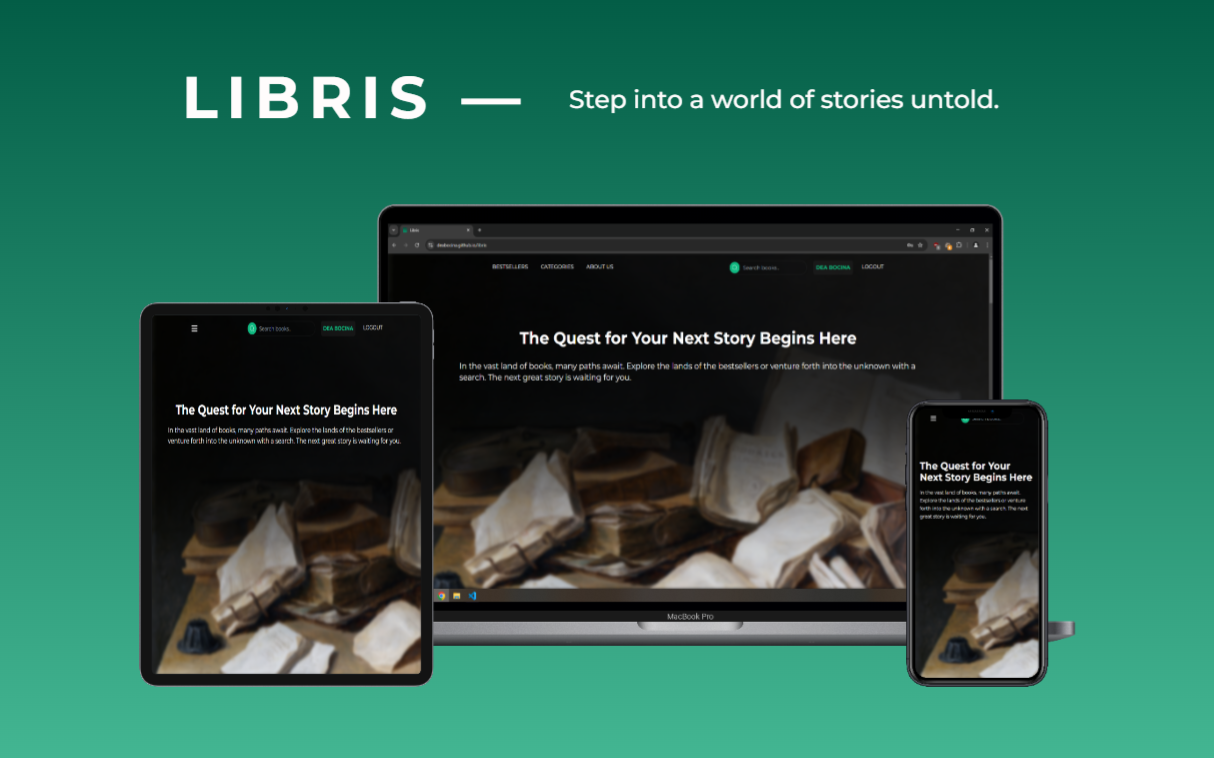 LIBRIS — Step into a world of stories untold.
libris
BESTSELLERS CATEGORIES ABOUT US Search books.. DEA BOCINA LOGOUT
The Quest for Your Next Story Begins Here
In the vast land of books, many paths await. Explore the lands of the bestsellers or venture forth into the unknown with a
search. The next great story is waiting for you.
MacBook Pro
Search books.. DEA BOCINA LOGOUT
The Quest for Your Next Story Begins Here
In the vast land of books, many paths await. Explore the lands of the bestsellers or
venture forth into the unknown with a search. The next great story is waiting for you.
The Quest for Your
Next Story Begins Here
In the vast land of books, many paths await.
Explore the lands of the bestsellers or venture
forth into the unknown with a search. The next
great story is waiting for you.